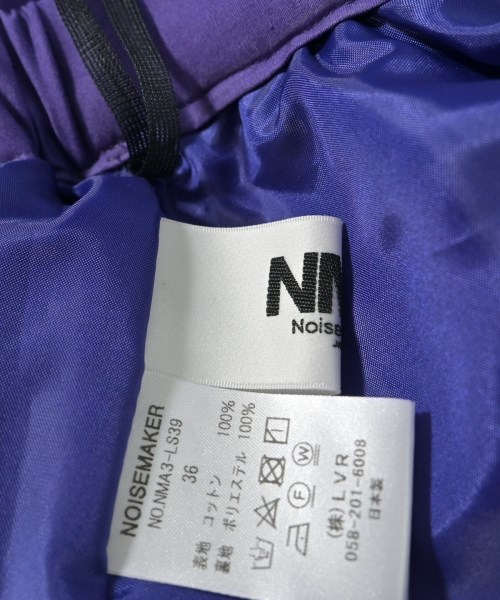 NM
Noise
NOISEMAKER
NO.NMA3-LS39
36
表地 コットン 100%
裏地 ポリエステル 100%
W
F
(株)LVR
058-201-6008
日本製